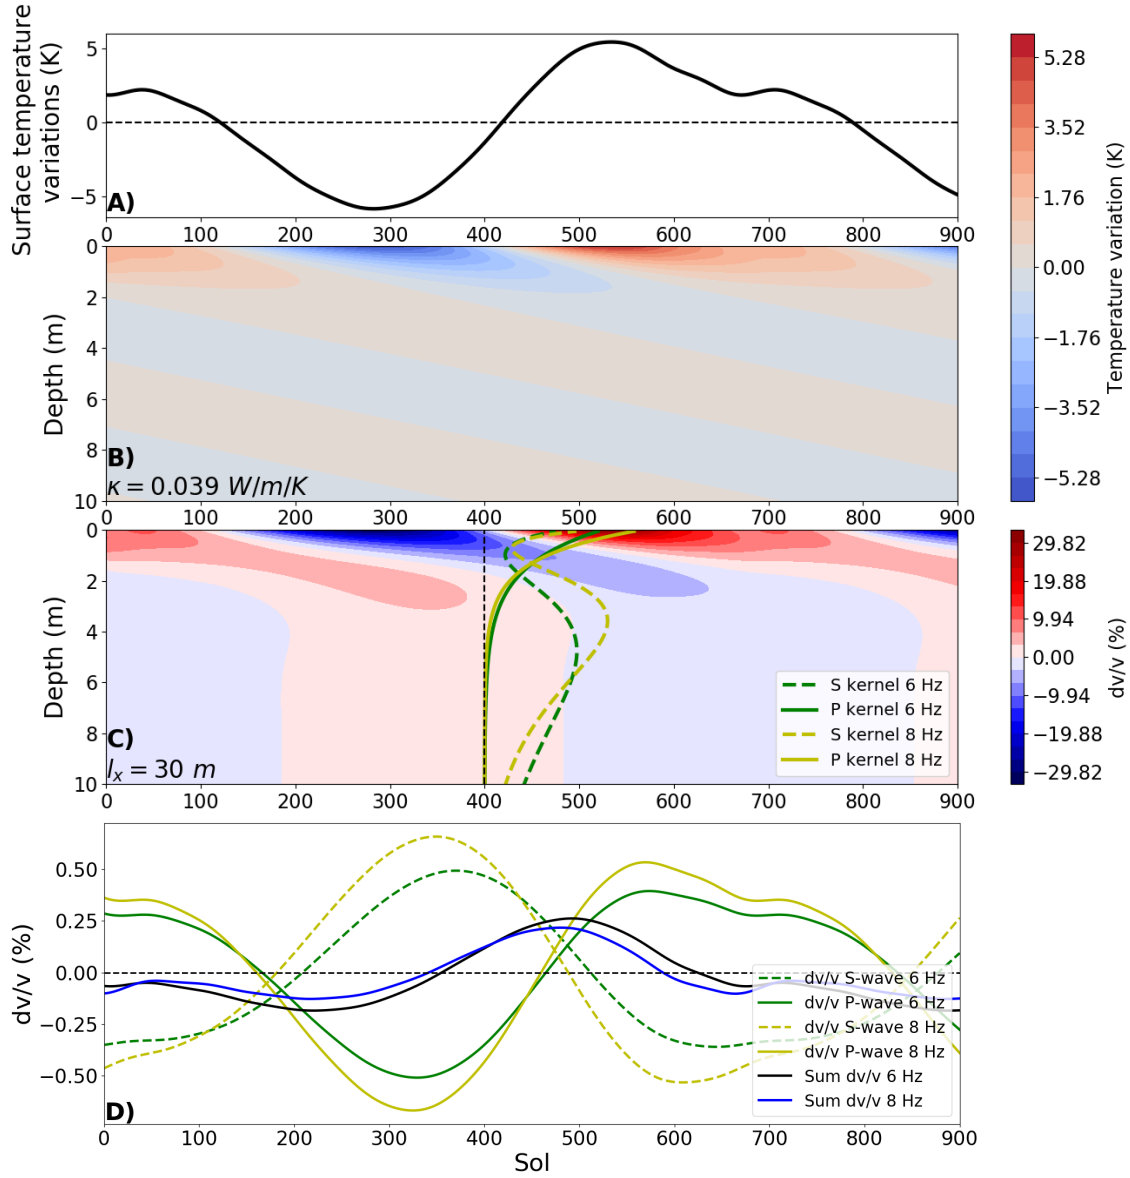 Surface temperature
variations (K)
5
0
−5
A)
0 100 200 300 400 500 600 700 800 900
Depth (m)
0
2
4
6
8
10
B)
κ = 0.039 W/m/K
0 100 200 300 400 500 600 700 800 900
5.28
3.52
1.76
0.00
−1.76
−3.52
−5.28
Temperature variation (K)
Depth (m)
0
2
4
6
8
10
C)
l_x = 30 m
S kernel 6 Hz
P kernel 6 Hz
S kernel 8 Hz
P kernel 8 Hz
0 100 200 300 400 500 600 700 800 900
29.82
19.88
9.94
0.00
−9.94
−19.88
−29.82
dv/v (%)
dv/v (%)
0.50
0.25
0.00
−0.25
−0.50
D)
dv/v S-wave 6 Hz
dv/v P-wave 6 Hz
dv/v S-wave 8 Hz
dv/v P-wave 8 Hz
Sum dv/v 6 Hz
Sum dv/v 8 Hz
0 100 200 300 400 500 600 700 800 900
Sol